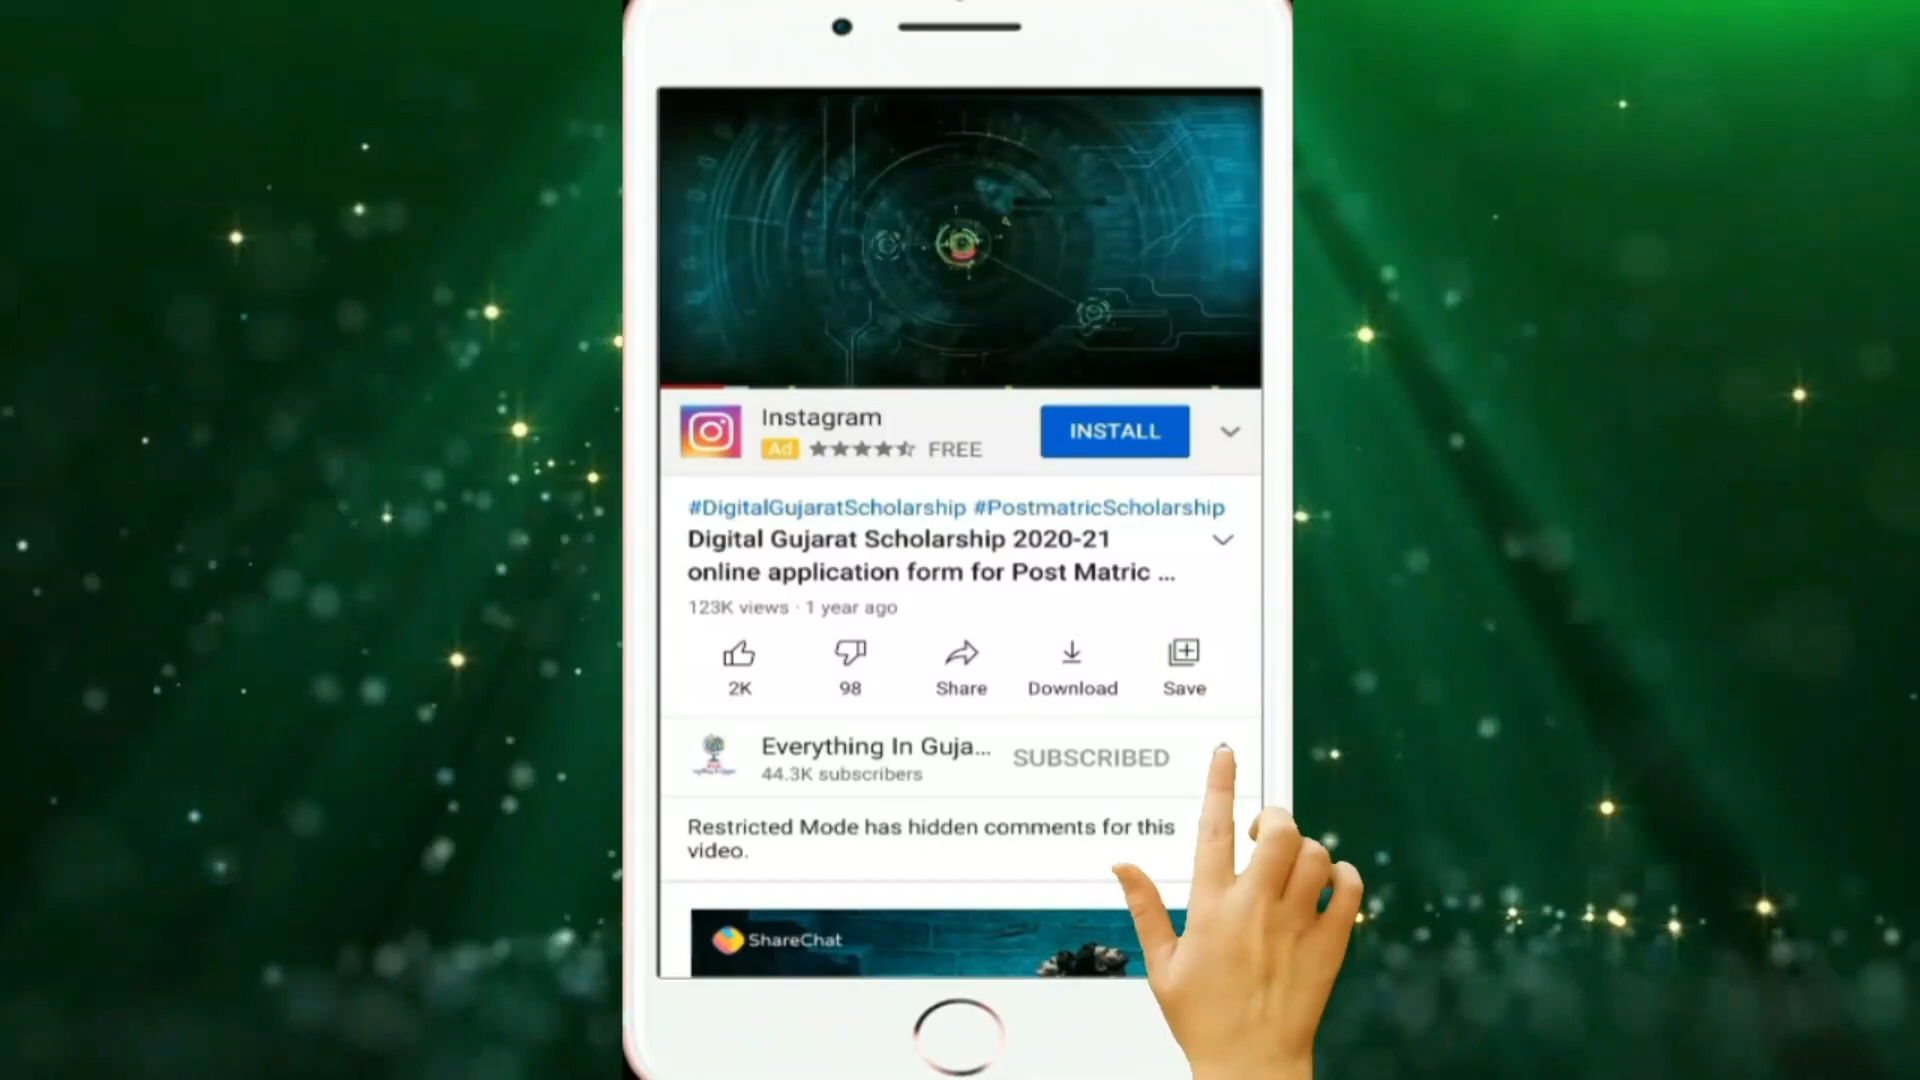 Instagram
INSTALL
Ad FREE
#DigitalGujaratScholarship #PostmatricScholarship
Digital Gujarat Scholarship 2020-21
online application form for Post Matric ...
123K views · 1 year ago
2K 98 Share Download Save
Everything In Guja...
44.3K subscribers
SUBSCRIBED
Restricted Mode has hidden comments for this
video.
ShareChat